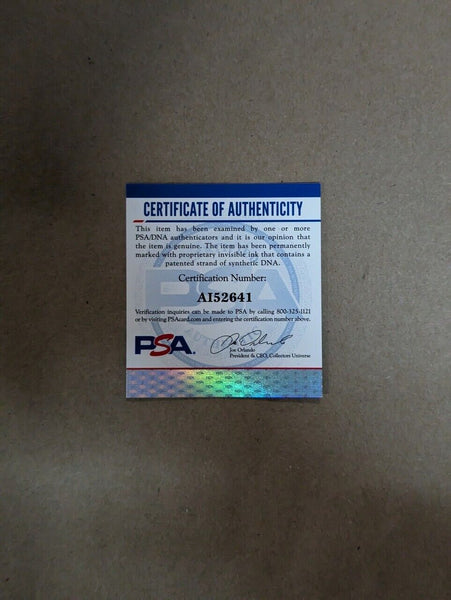 CERTIFICATE OF AUTHENTICITY
This item has been examined by one or more
PSA/DNA authenticators and it is our opinion that
the item is genuine. The item has been permanently
marked with proprietary invisible ink that contains a
patented strand of synthetic DNA.
Certification Number:
AI52641
Verification inquiries can be made to PSA by calling 800-325-1121
or by visiting PSAcard.com and entering the certification number above.
PSA.
Joe Orlando
President & CEO, Collectors Universe